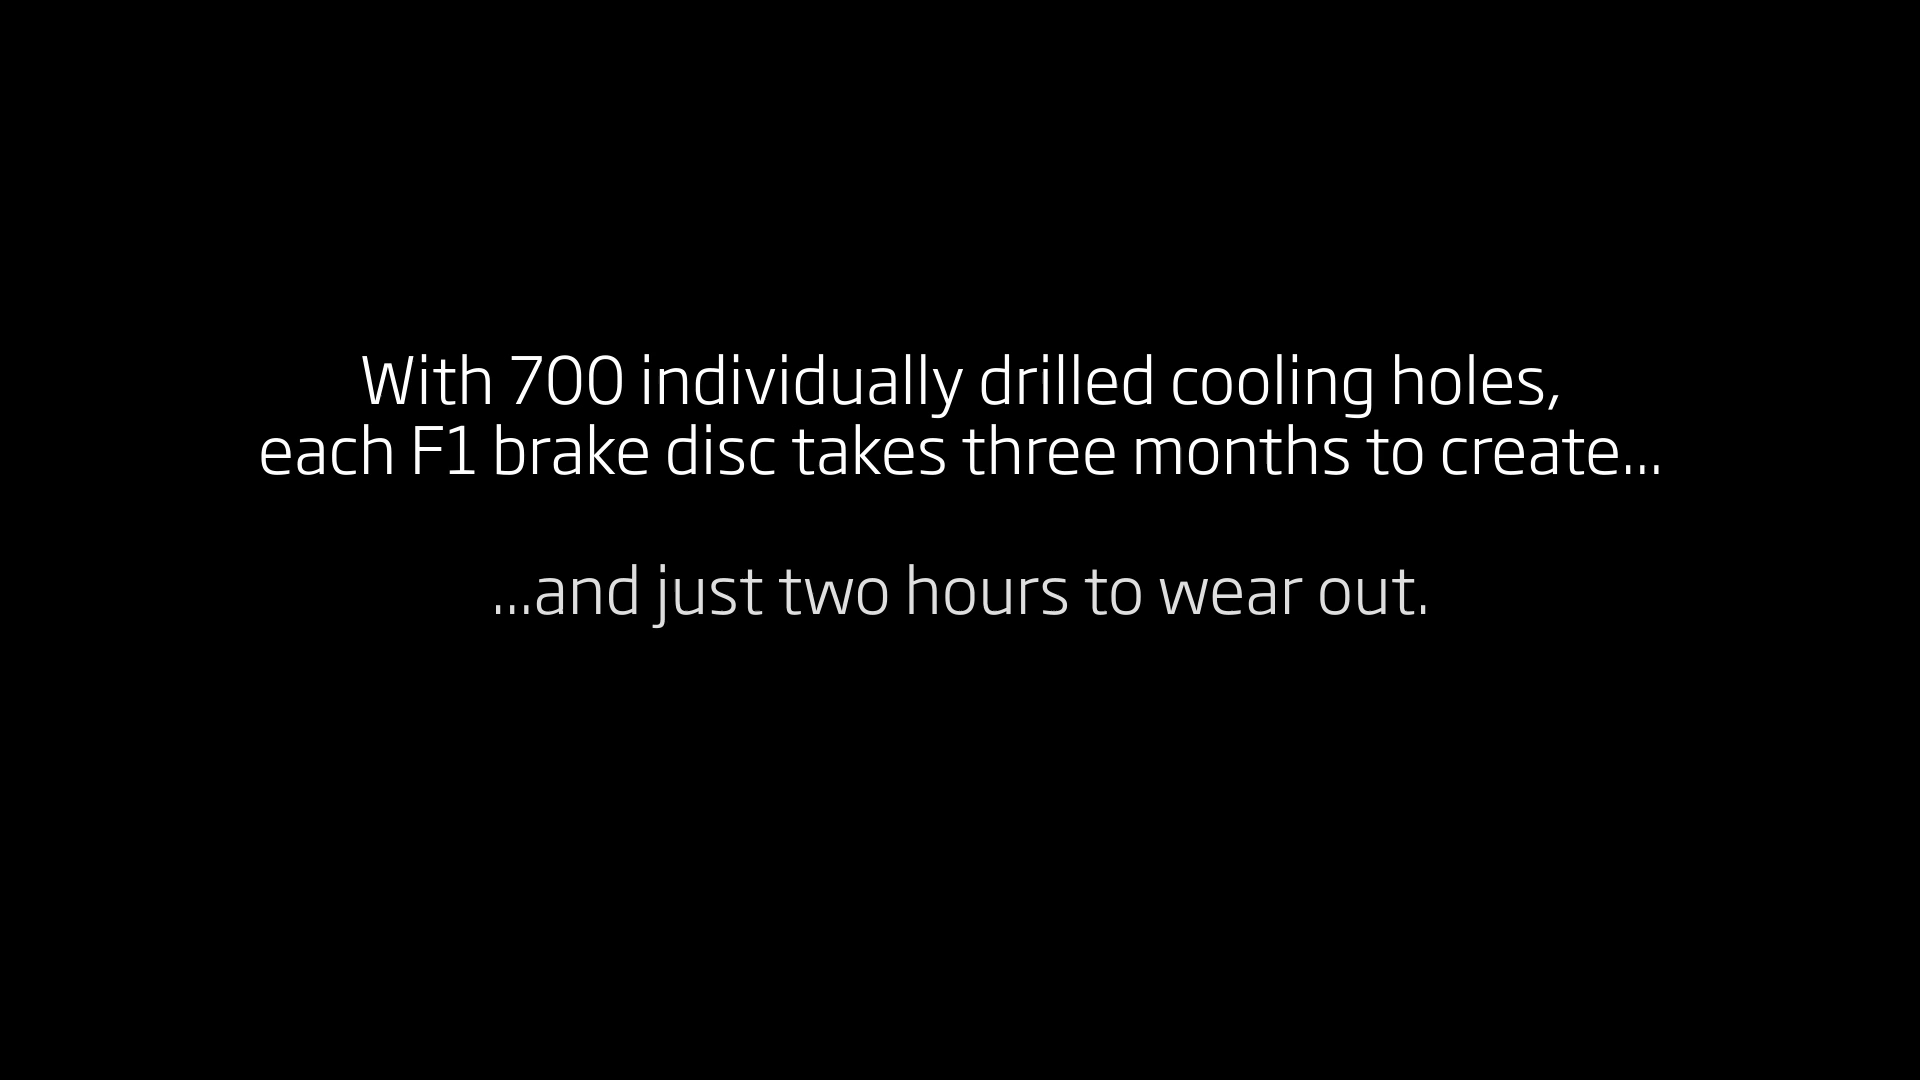 With 700 individually drilled cooling holes,
each F1 brake disc takes three months to create...
...and just two hours to wear out.